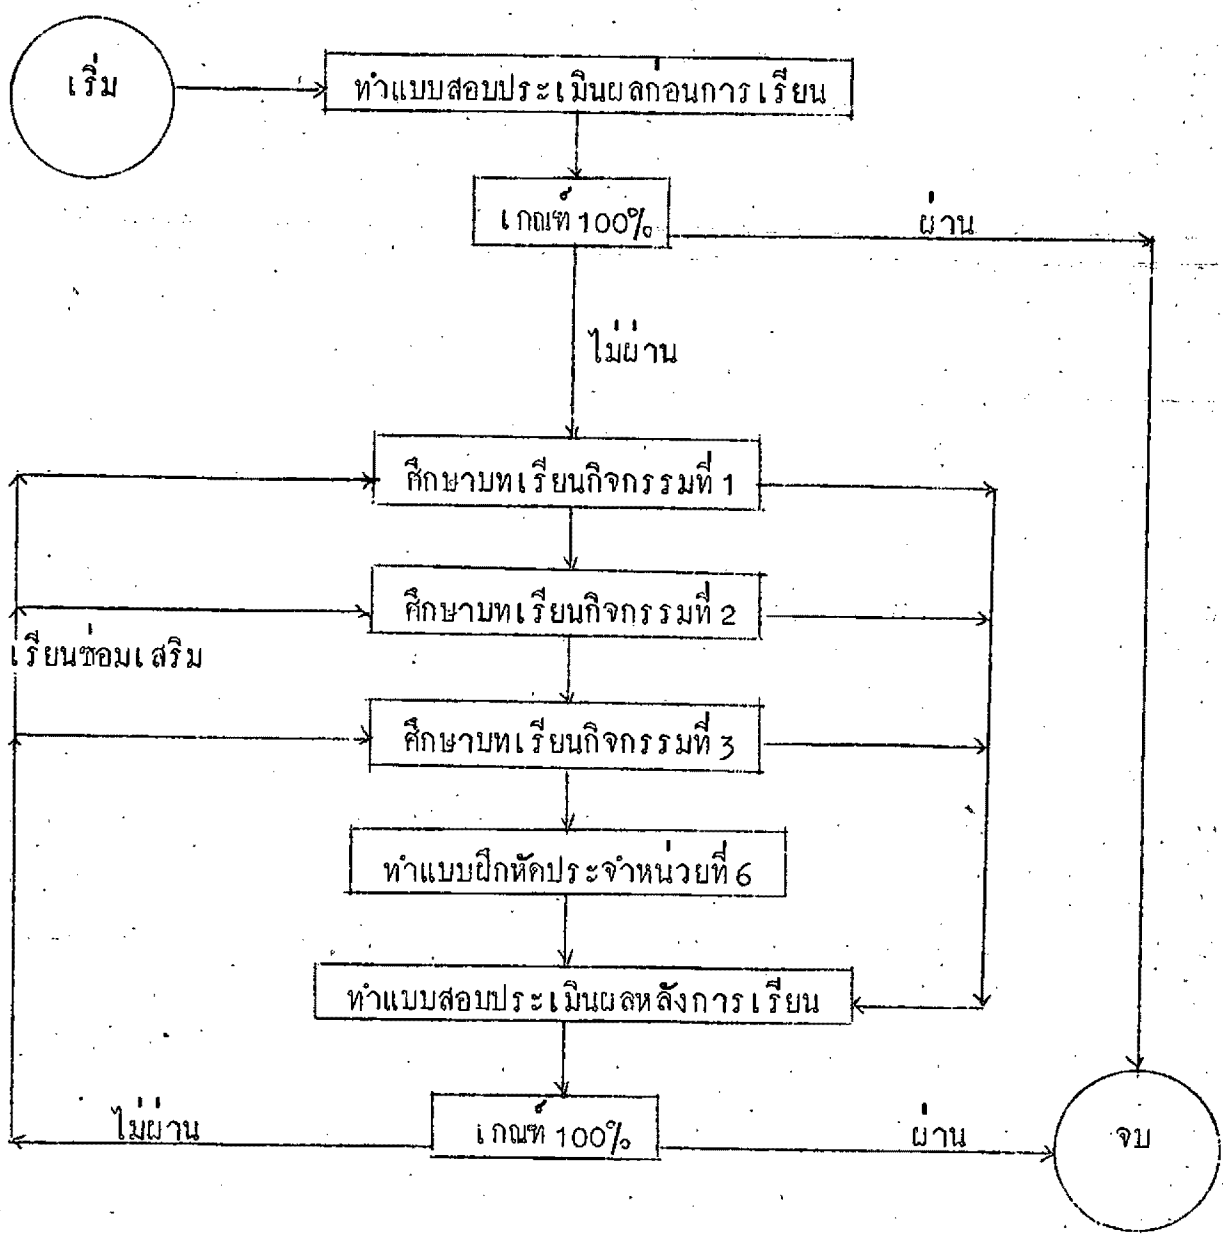 เริ่ม
ทำแบบสอบประเมินผลก่อนการเรียน
เกณฑ์ 100%
ผ่าน
ไม่ผ่าน
ศึกษาบทเรียนกิจกรรมที่ 1
ศึกษาบทเรียนกิจกรรมที่ 2
เรียนซ่อมเสริม
ศึกษาบทเรียนกิจกรรมที่ 3
ทำแบบฝึกหัดประจำหน่วยที่ 6
ทำแบบสอบประเมินผลหลังการเรียน
ไม่ผ่าน
เกณฑ์ 100%
ผ่าน
จบ